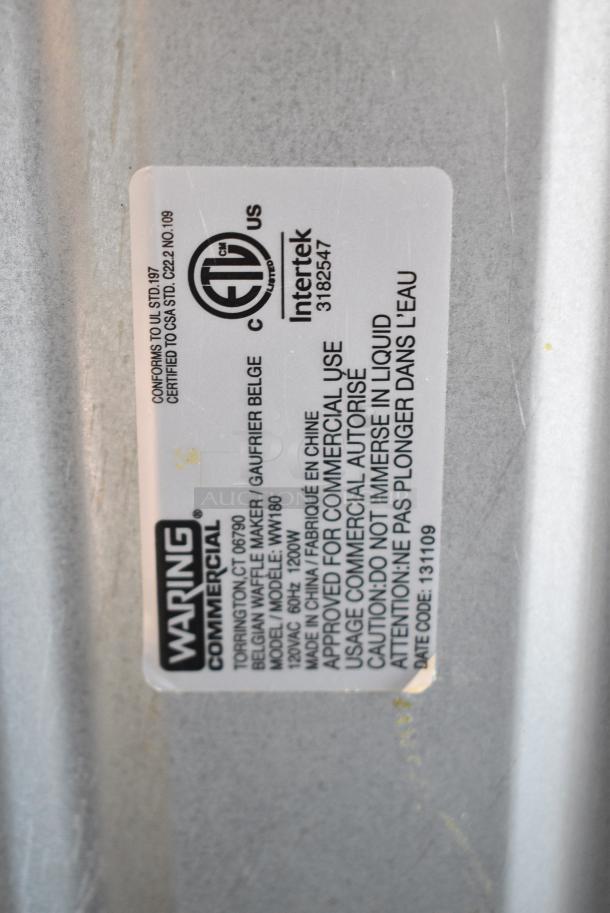 WARING®
COMMERCIAL
TORRINGTON,CT 06790
BELGIAN WAFFLE MAKER / GAUFRIER BELGE
MODEL / MODÈLE: WW180
120VAC 60Hz 1200W
MADE IN CHINA / FABRIQUÉ EN CHINE
APPROVED FOR COMMERCIAL USE
USAGE COMMERCIAL AUTORISÉ
CAUTION:DO NOT IMMERSE IN LIQUID
ATTENTION:NE PAS PLONGER DANS L'EAU
DATE CODE: 131109
CONFORMS TO UL STD.197
CERTIFIED TO CSA STD. C22.2 NO.109
C ETL CM LISTED US
Intertek
3182547